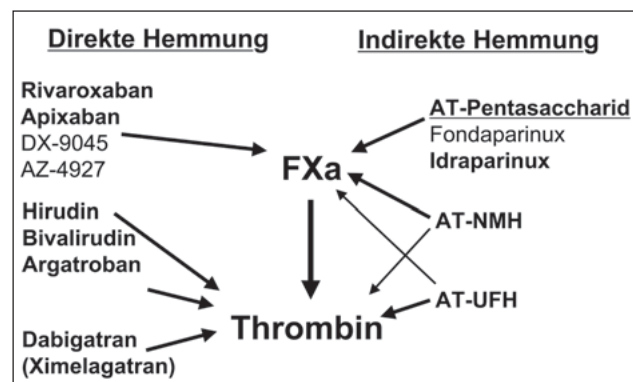 Direkte Hemmung
Indirekte Hemmung
Rivaroxaban
Apixaban
DX-9045
AZ-4927
AT-Pentasaccharid
Fondaparinux
Idraparinux
FXa
Hirudin
Bivalirudin
Argatroban
AT-NMH
AT-UFH
Thrombin
Dabigatran
(Ximelagatran)